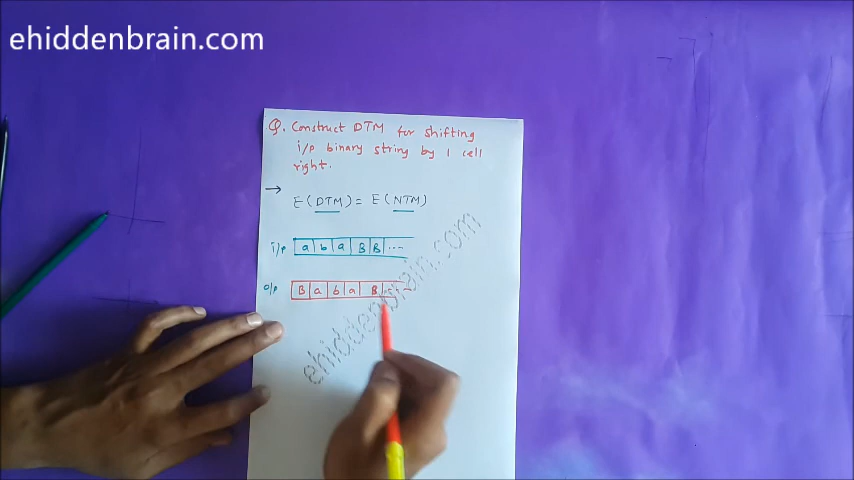 ehiddenbrain.com
Q. Construct DTM for shifting
i/p binary string by 1 cell
right.
→ E(DTM) = E(NTM)
i/p a b a B B ...
o/p B a b a B ...
ehiddenbrain.com